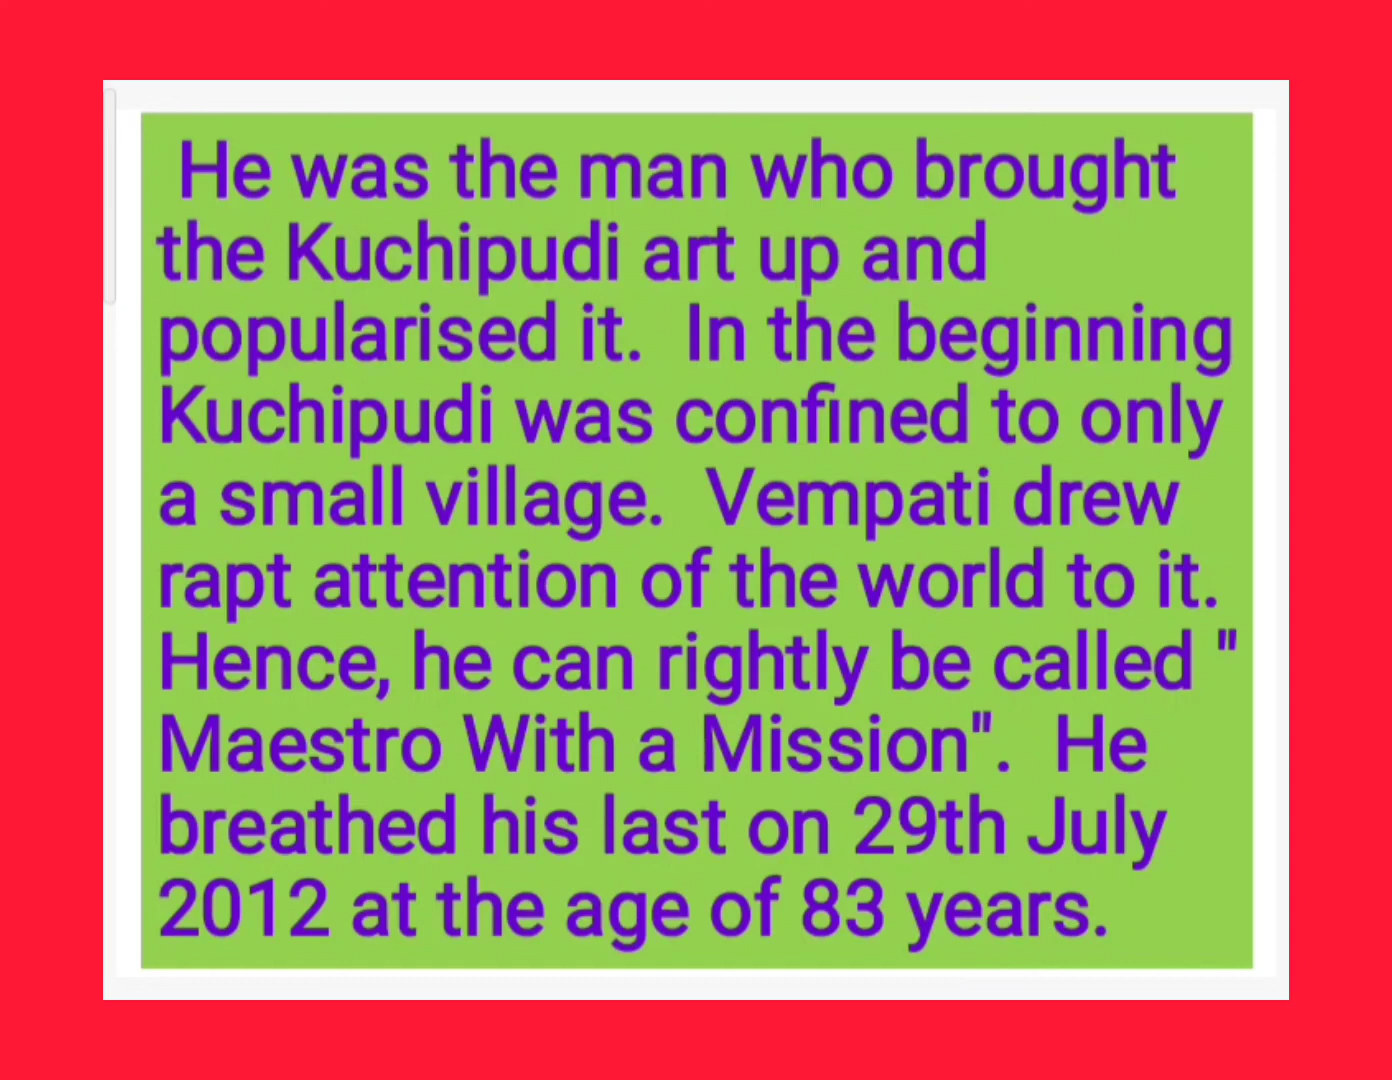 He was the man who brought
the Kuchipudi art up and
popularised it.  In the beginning
Kuchipudi was confined to only
a small village.  Vempati drew
rapt attention of the world to it.
Hence, he can rightly be called "
Maestro With a Mission".  He
breathed his last on 29th July
2012 at the age of 83 years.